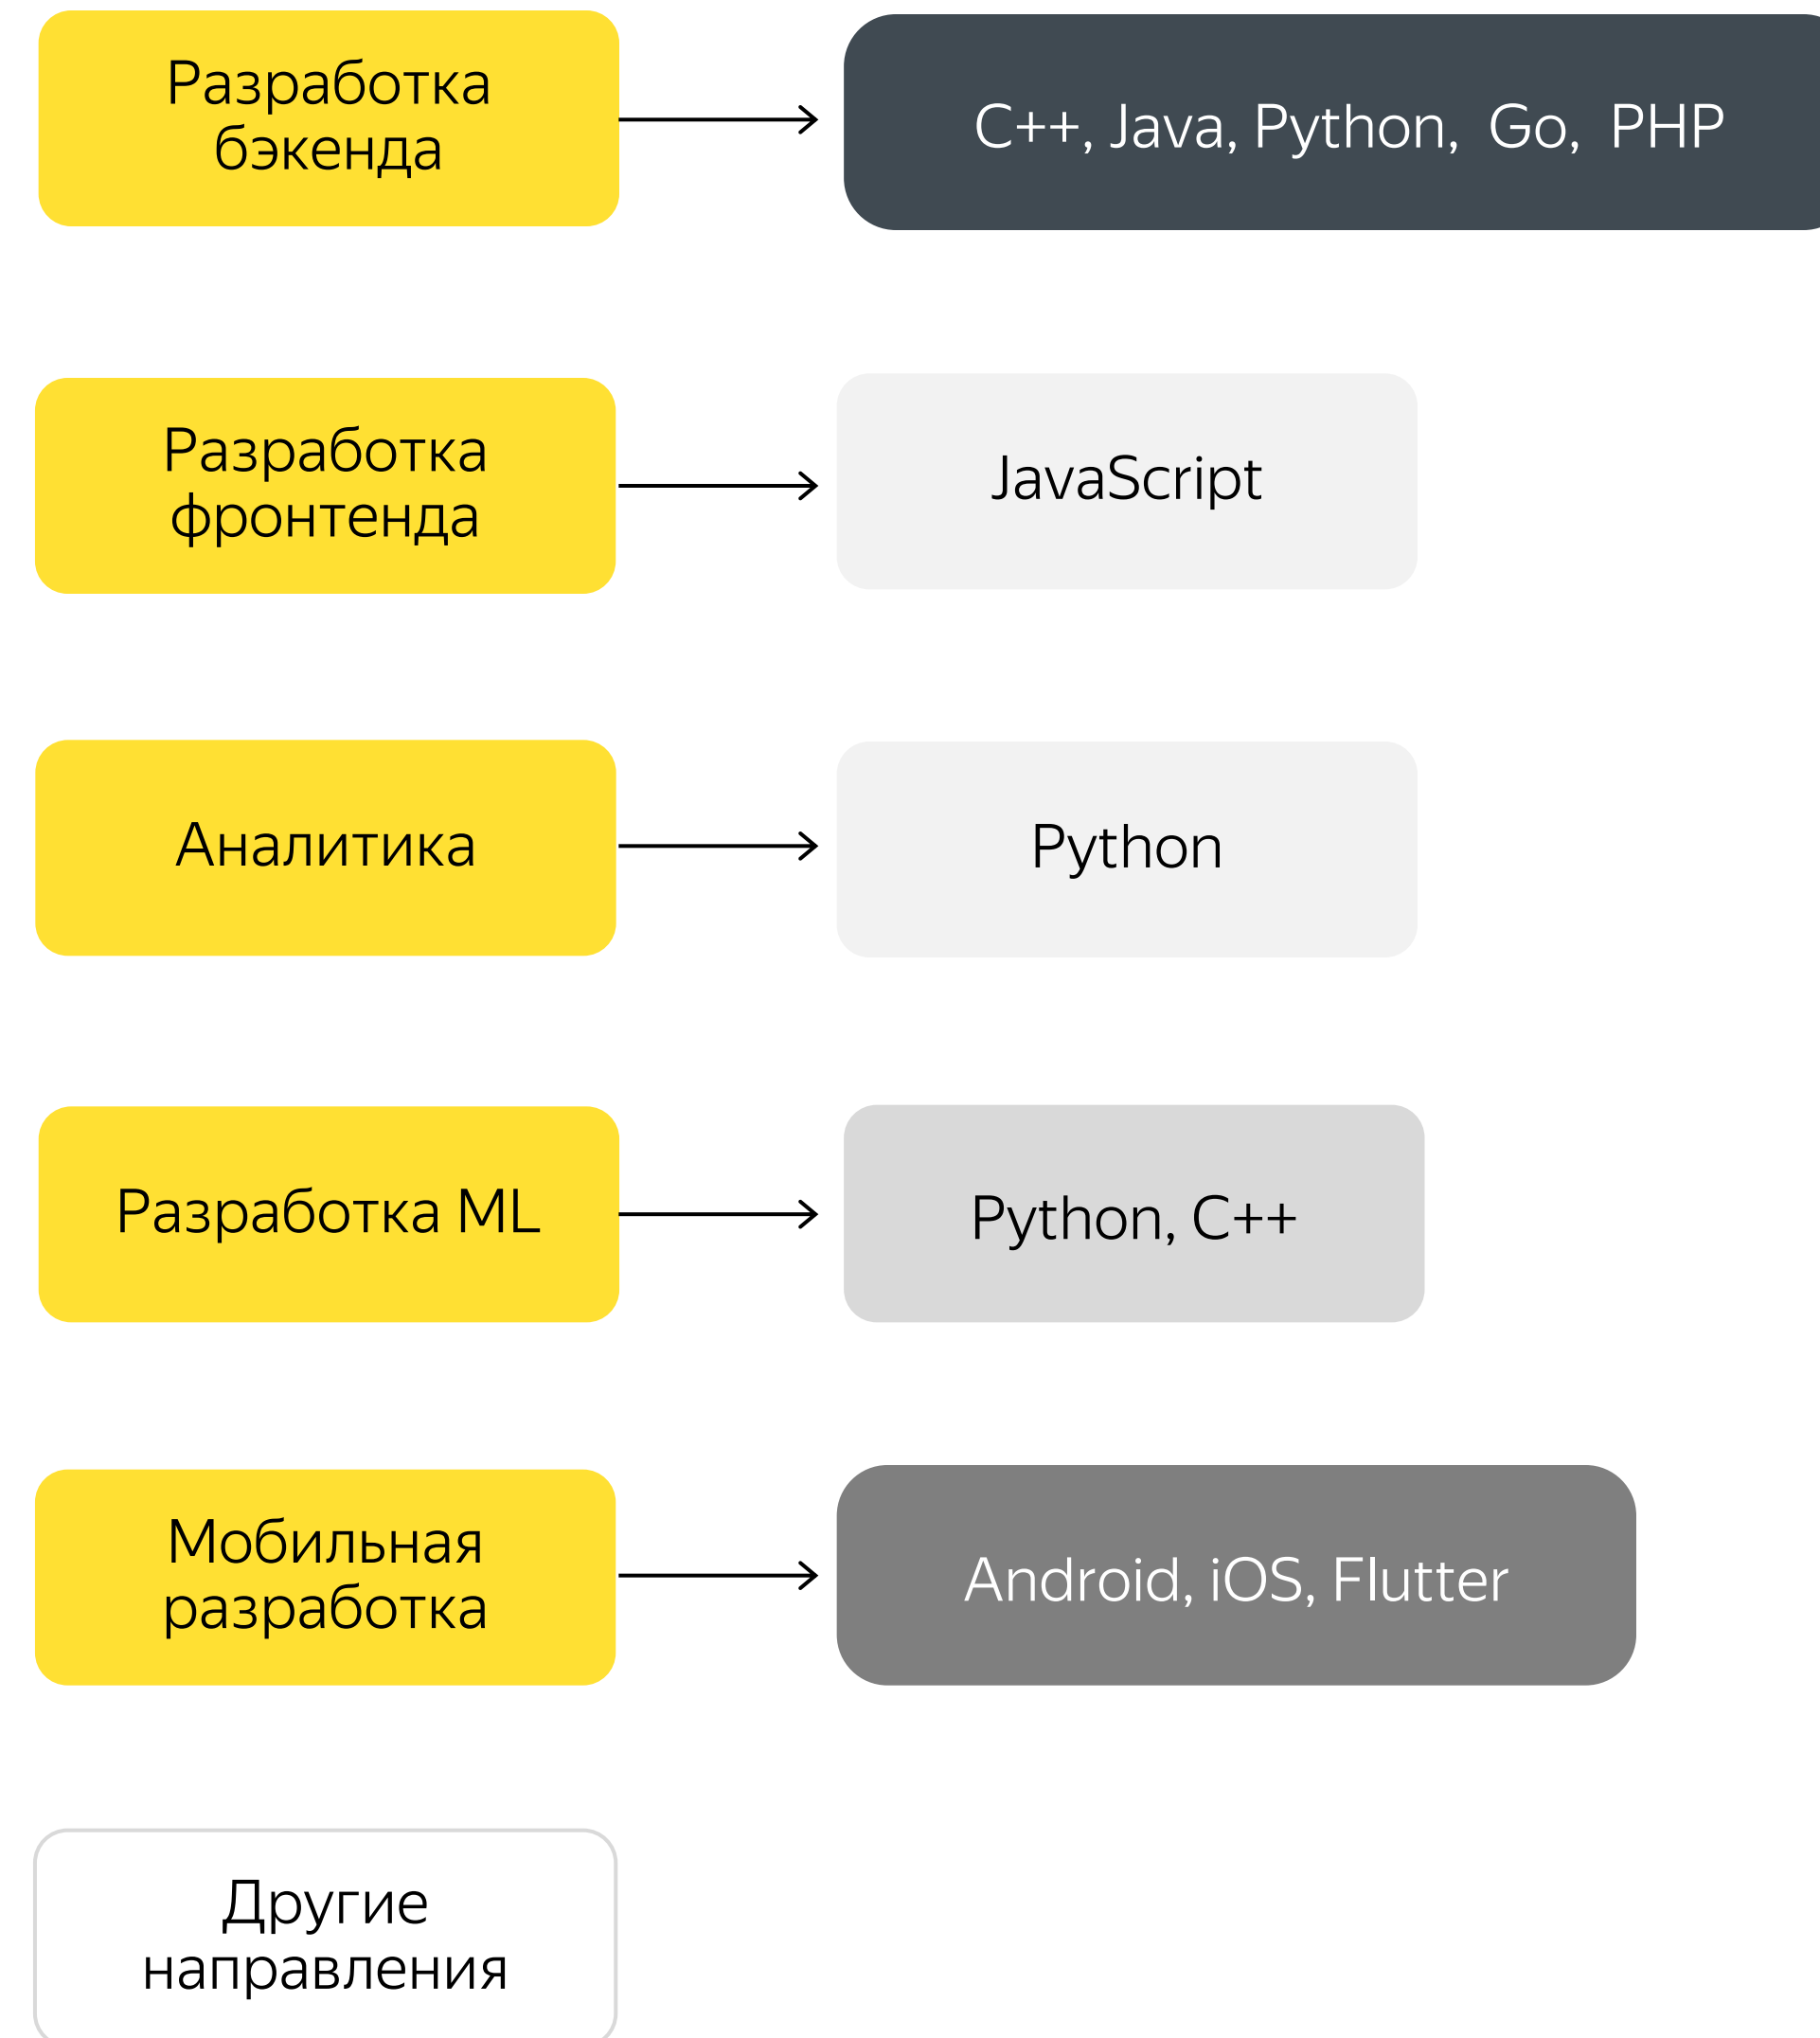 Разработка
бэкенда
C++, Java, Python, Go, PHP
Разработка
фронтенда
JavaScript
Аналитика
Python
Разработка ML
Python, C++
Мобильная
разработка
Android, iOS, Flutter
Другие
направления